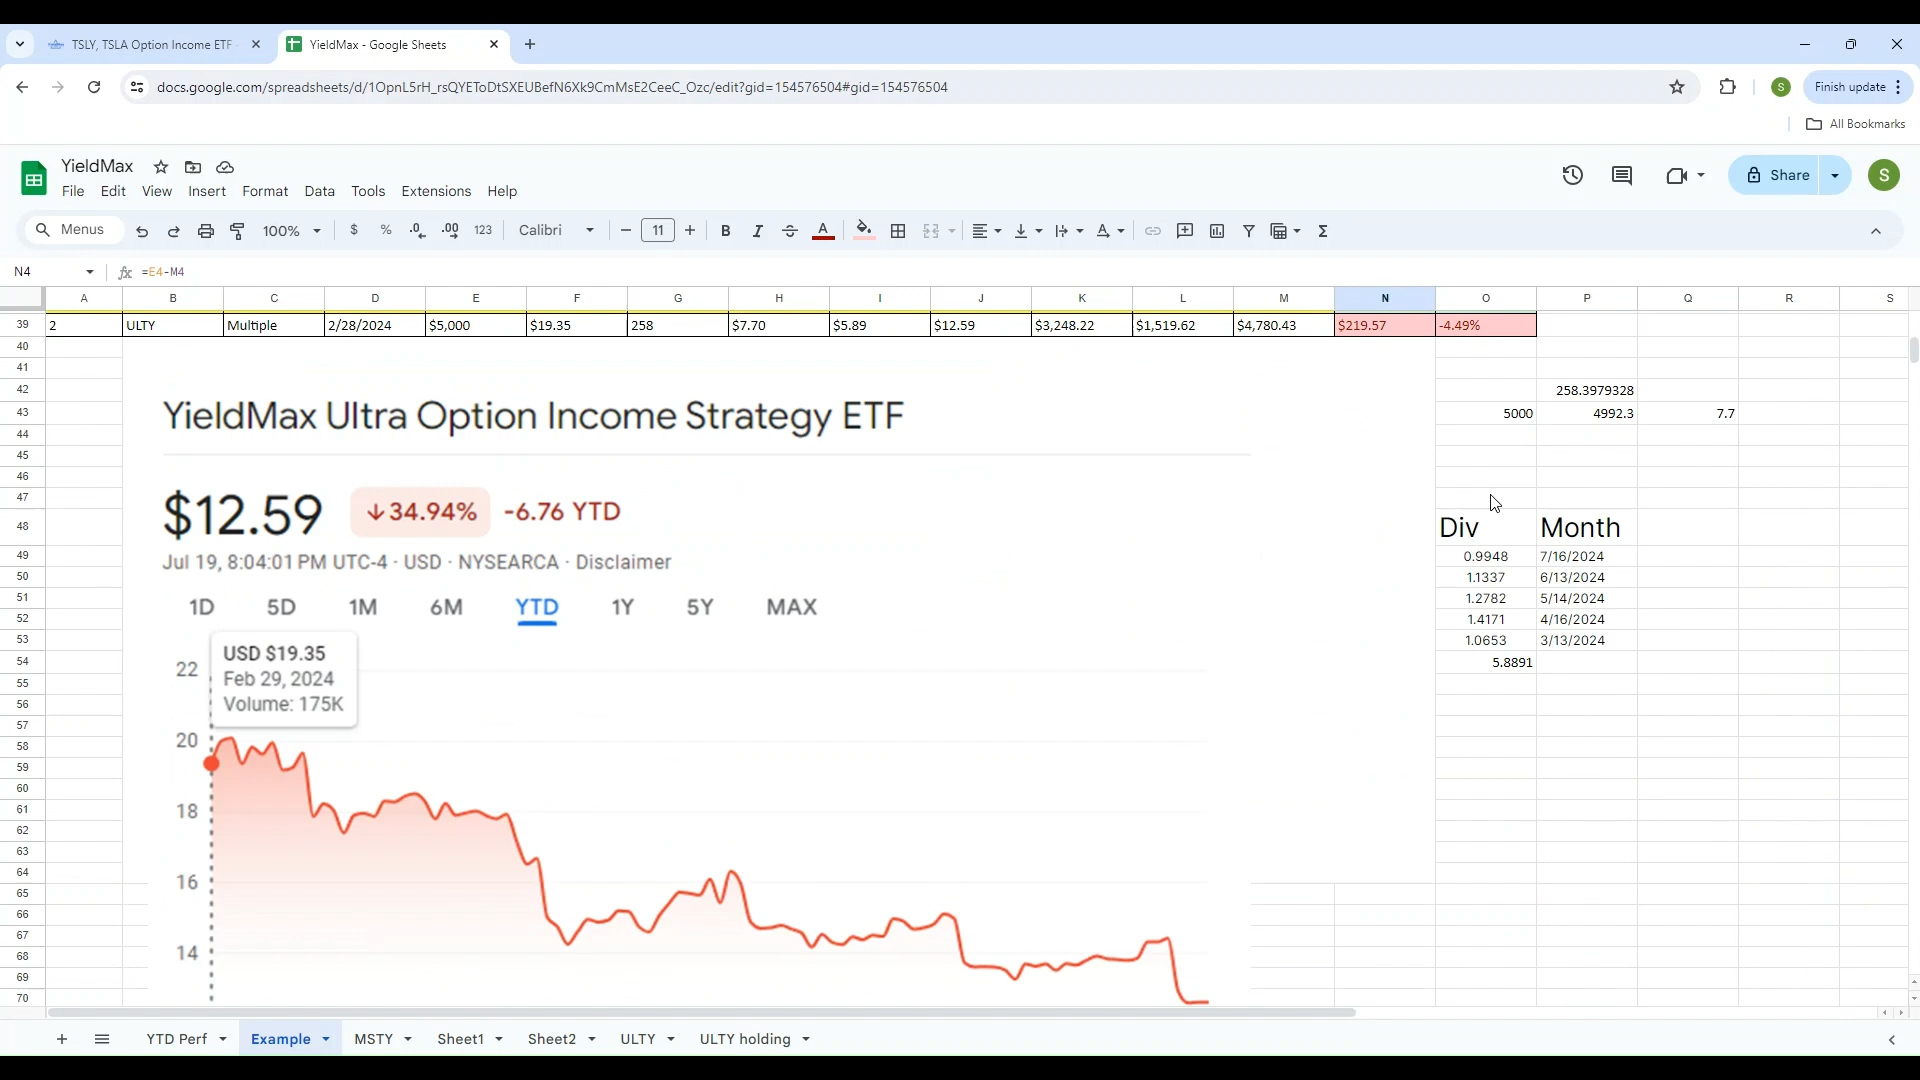 TSLY, TSLA Option Income ETF
YieldMax - Google Sheets
docs.google.com/spreadsheets/d/1OpnL5rH_rsQYEToDtSXEUBefN6Xk9CmMsE2CeeC_Ozc/edit?gid=154576504#gid=154576504
S
Finish update
All Bookmarks
YieldMax
File Edit View Insert Format Data Tools Extensions Help
Share
S
Menus
100%
$ % .0 .00 123
Calibri
11
B I A
N4
fx =E4-M4
A B C D E F G H I J K L M N O P Q R S
39 2 ULTY Multiple 2/28/2024 $5,000 $19.35 258 $7.70 $5.89 $12.59 $3,248.22 $1,519.62 $4,780.43 $219.57 -4.49%
40
41
42 258.3979328
43 5000 4992.3 7.7
44
45
46
47
48 Div Month
49 0.9948 7/16/2024
50 1.1337 6/13/2024
51 1.2782 5/14/2024
52 1.4171 4/16/2024
53 1.0653 3/13/2024
54 5.8891
55
56
57
58
59
60
61
62
63
64
65
66
67
68
69
70
YieldMax Ultra Option Income Strategy ETF
$12.59 ↓34.94% -6.76 YTD
Jul 19, 8:04:01 PM UTC-4 · USD · NYSEARCA · Disclaimer
1D 5D 1M 6M YTD 1Y 5Y MAX
USD $19.35
Feb 29, 2024
Volume: 175K
22
20
18
16
14
YTD Perf Example MSTY Sheet1 Sheet2 ULTY ULTY holding